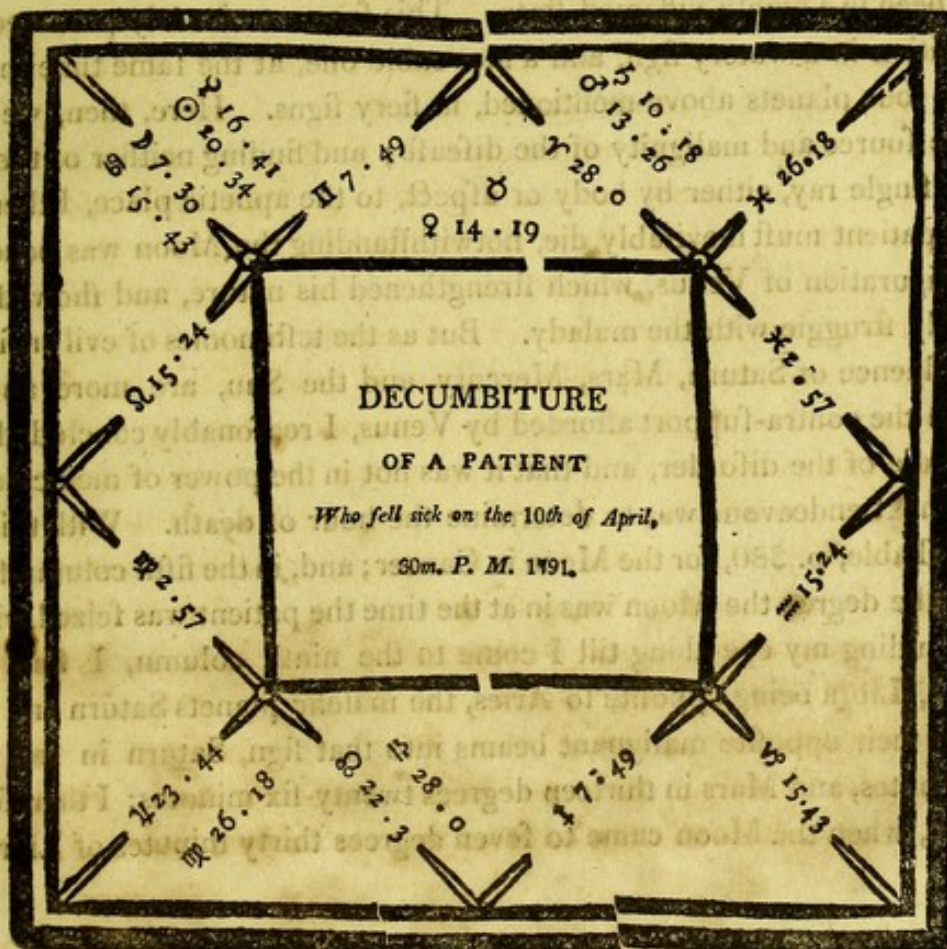 16 . 41
☉ 20 . 34
☽ 7 . 30
♋ 15 . 43
♊ 7 . 49
♀ 14 . 19
♄ 10 . 78
♂ 13 . 26
♈ 28 . 0
♓ 26 . 18
♌ 15 . 24
♓ 2 . 57
DECUMBITURE
OF A PATIENT
Who fell sick on the 10th of April,
30m. P. M. 1791.
♍ 2 . 57
♒ 15 . 24
♃ 23 . 44
♍ 26 . 18
22 . 3
♎ 28 . 0
♐ 7 . 49
♑ 15 . 43